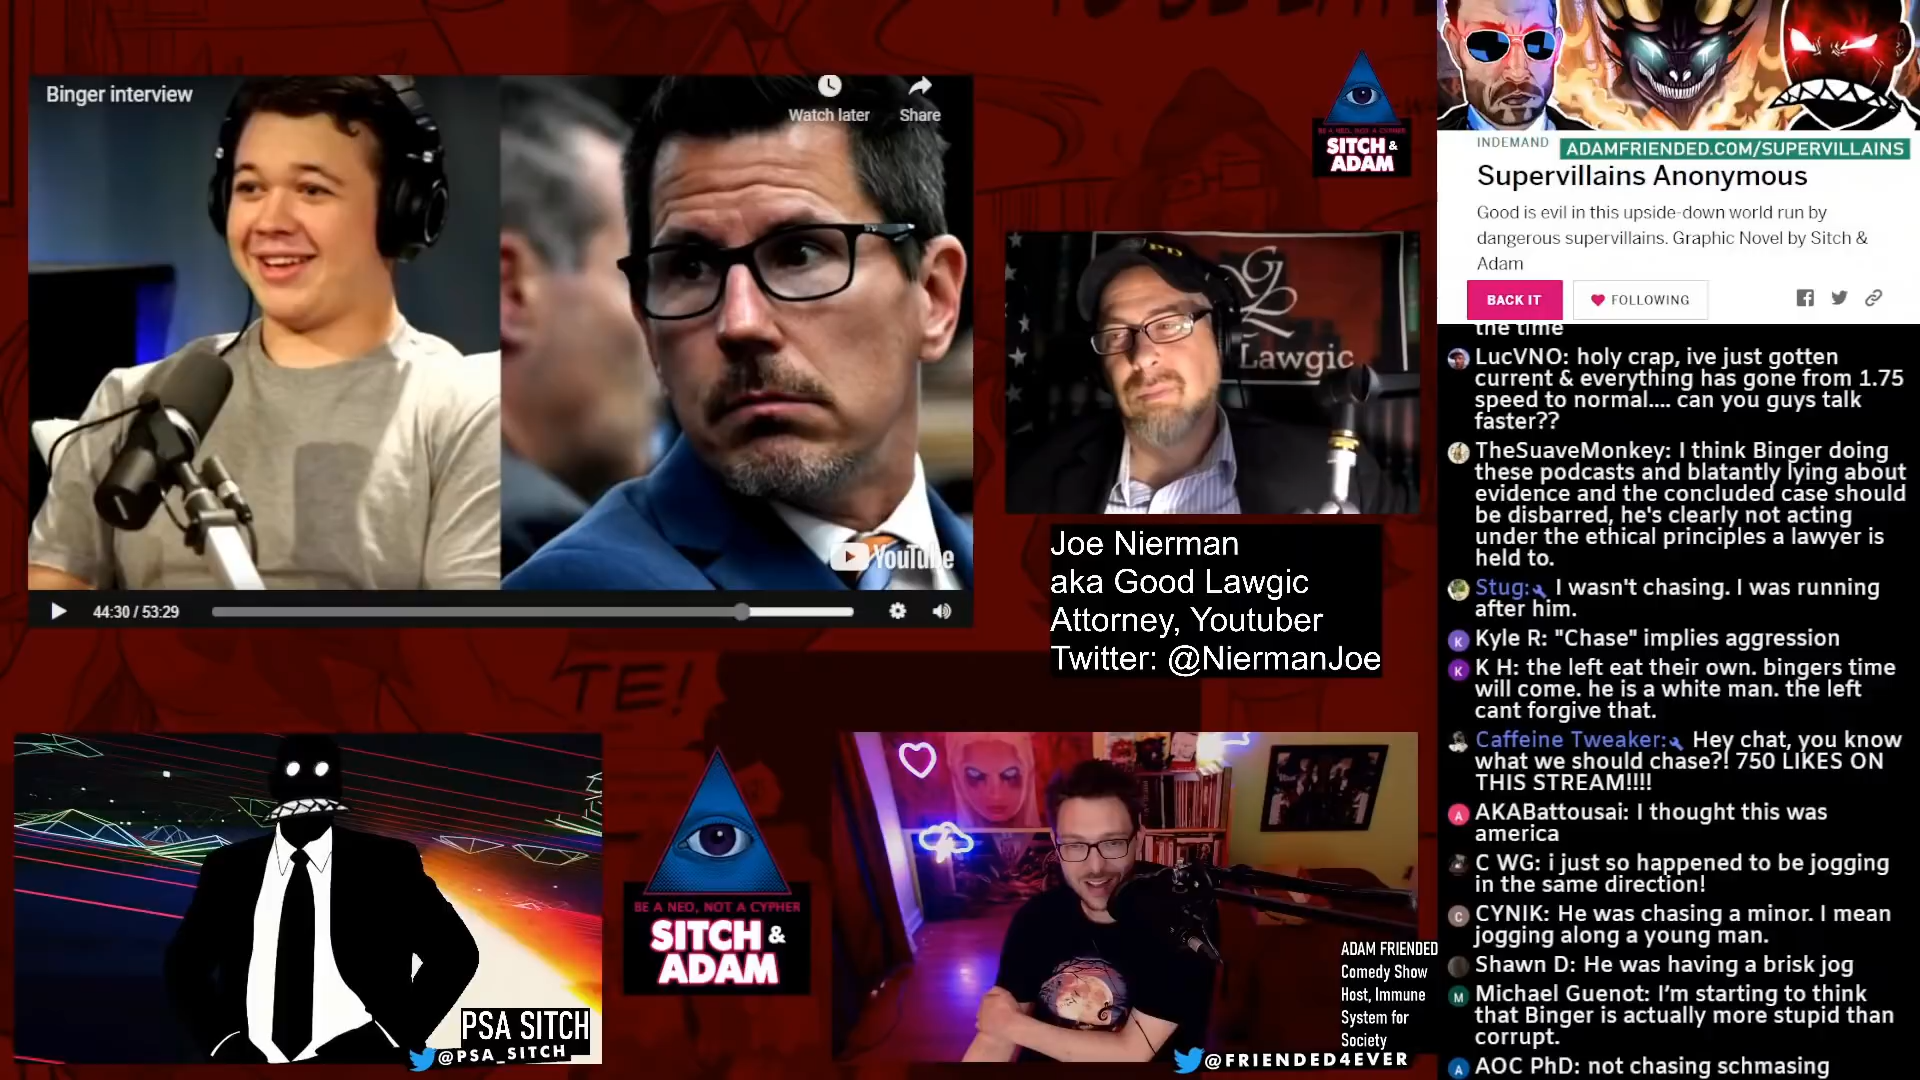 Binger interview
Watch later
Share
YouTube
44:30 / 53:29
BE A NEO, NOT A CYPHER
SITCH &
ADAM
PD
GL
Lawgic
Joe Nierman
aka Good Lawgic
Attorney, Youtuber
Twitter: @NiermanJoe
TE!
PSA SITCH
@PSA_SITCH
BE A NEO, NOT A CYPHER
SITCH &
ADAM
ADAM FRIENDED
Comedy Show
Host, Immune
System for
Society
@FRIENDED4EVER
INDEMAND
ADAMFRIENDED.COM/SUPERVILLAINS
Supervillains Anonymous
Good is evil in this upside-down world run by
dangerous supervillains. Graphic Novel by Sitch &
Adam
BACK IT
FOLLOWING
the time
LucVNO: holy crap, ive just gotten
current & everything has gone from 1.75
speed to normal.... can you guys talk
faster??
TheSuaveMonkey: I think Binger doing
these podcasts and blatantly lying about
evidence and the concluded case should
be disbarred, he's clearly not acting
under the ethical principles a lawyer is
held to.
Stug: I wasn't chasing. I was running
after him.
K Kyle R: "Chase" implies aggression
K K H: the left eat their own. bingers time
will come. he is a white man. the left
cant forgive that.
Caffeine Tweaker: Hey chat, you know
what we should chase?! 750 LIKES ON
THIS STREAM!!!!
A AKABattousai: I thought this was
america
C WG: i just so happened to be jogging
in the same direction!
C CYNIK: He was chasing a minor. I mean
jogging along a young man.
Shawn D: He was having a brisk jog
M Michael Guenot: I'm starting to think
that Binger is actually more stupid than
corrupt.
A AOC PhD: not chasing schmasing